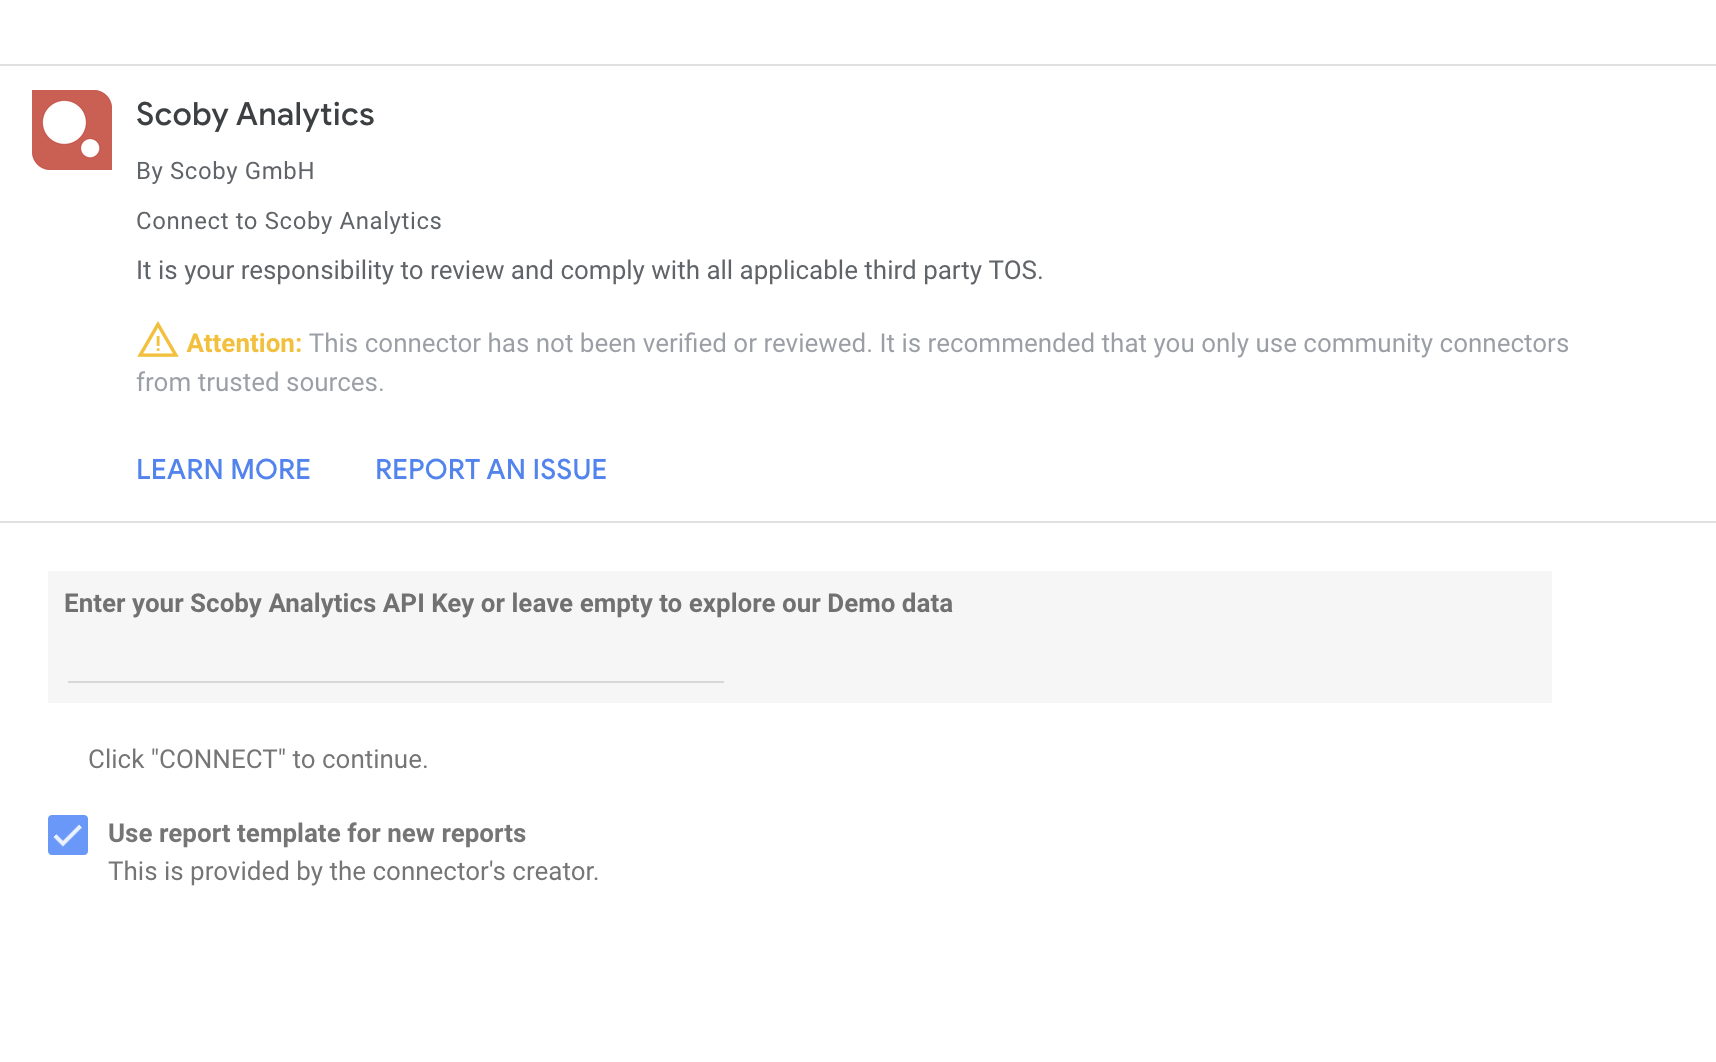 Scoby Analytics
By Scoby GmbH
Connect to Scoby Analytics
It is your responsibility to review and comply with all applicable third party TOS.
Attention: This connector has not been verified or reviewed. It is recommended that you only use community connectors
from trusted sources.
LEARN MORE REPORT AN ISSUE
Enter your Scoby Analytics API Key or leave empty to explore our Demo data
Click "CONNECT" to continue.
Use report template for new reports
This is provided by the connector's creator.